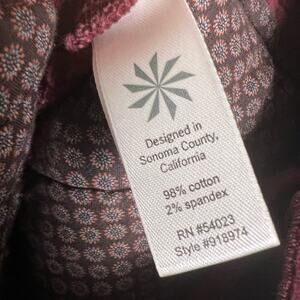 Designed in
Sonoma County,
California
98% cotton
2% spandex
RN #54023
Style #918974